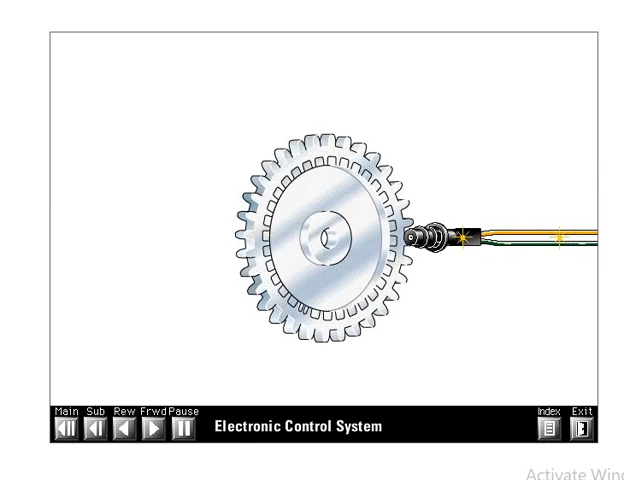 Main Sub Rew Frwd Pause Index Exit
Electronic Control System
Activate Wind